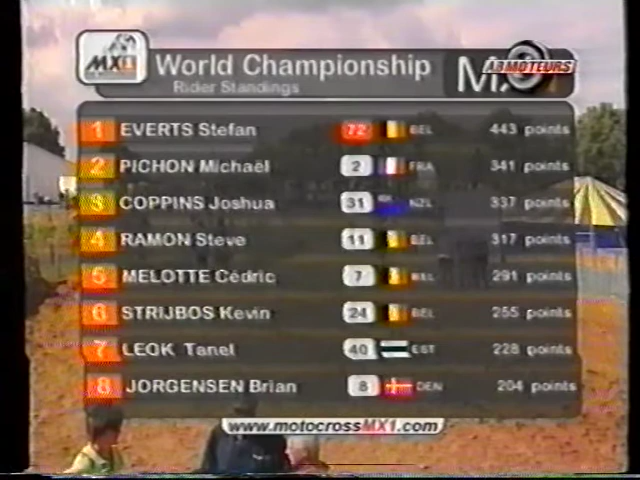 MX1 World Championship
Rider Standings
MX1
ABMOTEURS
1 EVERTS Stefan 72 BEL 443 points
2 PICHON Michaël 2 FRA 341 points
3 COPPINS Joshua 31 NZL 337 points
4 RAMON Steve 11 BEL 317 points
5 MELOTTE Cédric 7 BEL 291 points
6 STRIJBOS Kevin 24 BEL 255 points
7 LEOK Tanel 40 EST 228 points
8 JORGENSEN Brian 8 DEN 204 points
www.motocrossMX1.com